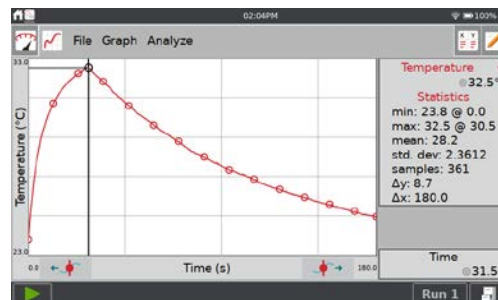 02:04PM
100%
File Graph Analyze
X Y
33.0
Temperature (°C)
23.0
0.0
Time (s)
180.0
Temperature
32.5°
Statistics
min: 23.8 @ 0.0
max: 32.5 @ 30.5
mean: 28.2
std. dev: 2.3612
samples: 361
Δy: 8.7
Δx: 180.0
Time
31.5
Run 1